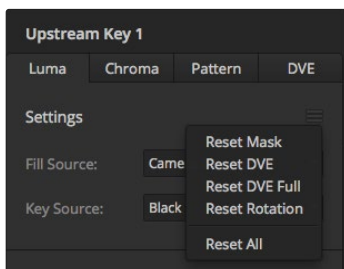 Upstream Key 1
Luma Chroma Pattern DVE
Settings
Reset Mask
Fill Source: Came
Reset DVE
Reset DVE Full
Key Source: Black
Reset Rotation
Reset All